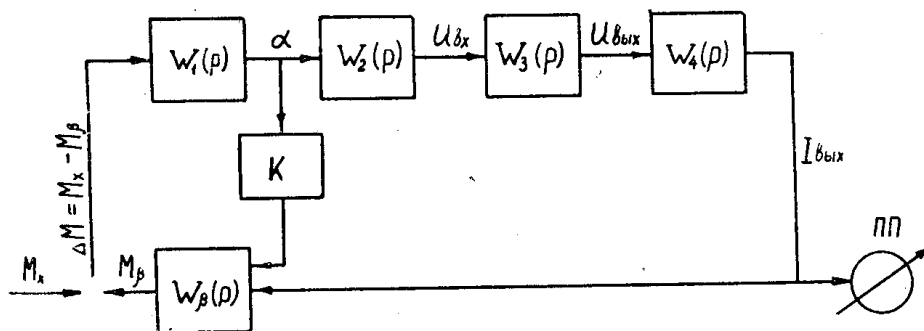 W₁(p)
α
W₂(p)
Uвх
W₃(p)
Uвых
W₄(p)
ΔM = Mₓ - Mᵦ
K
Iвых
Mₓ
Mᵦ
Wᵦ(p)
ПП